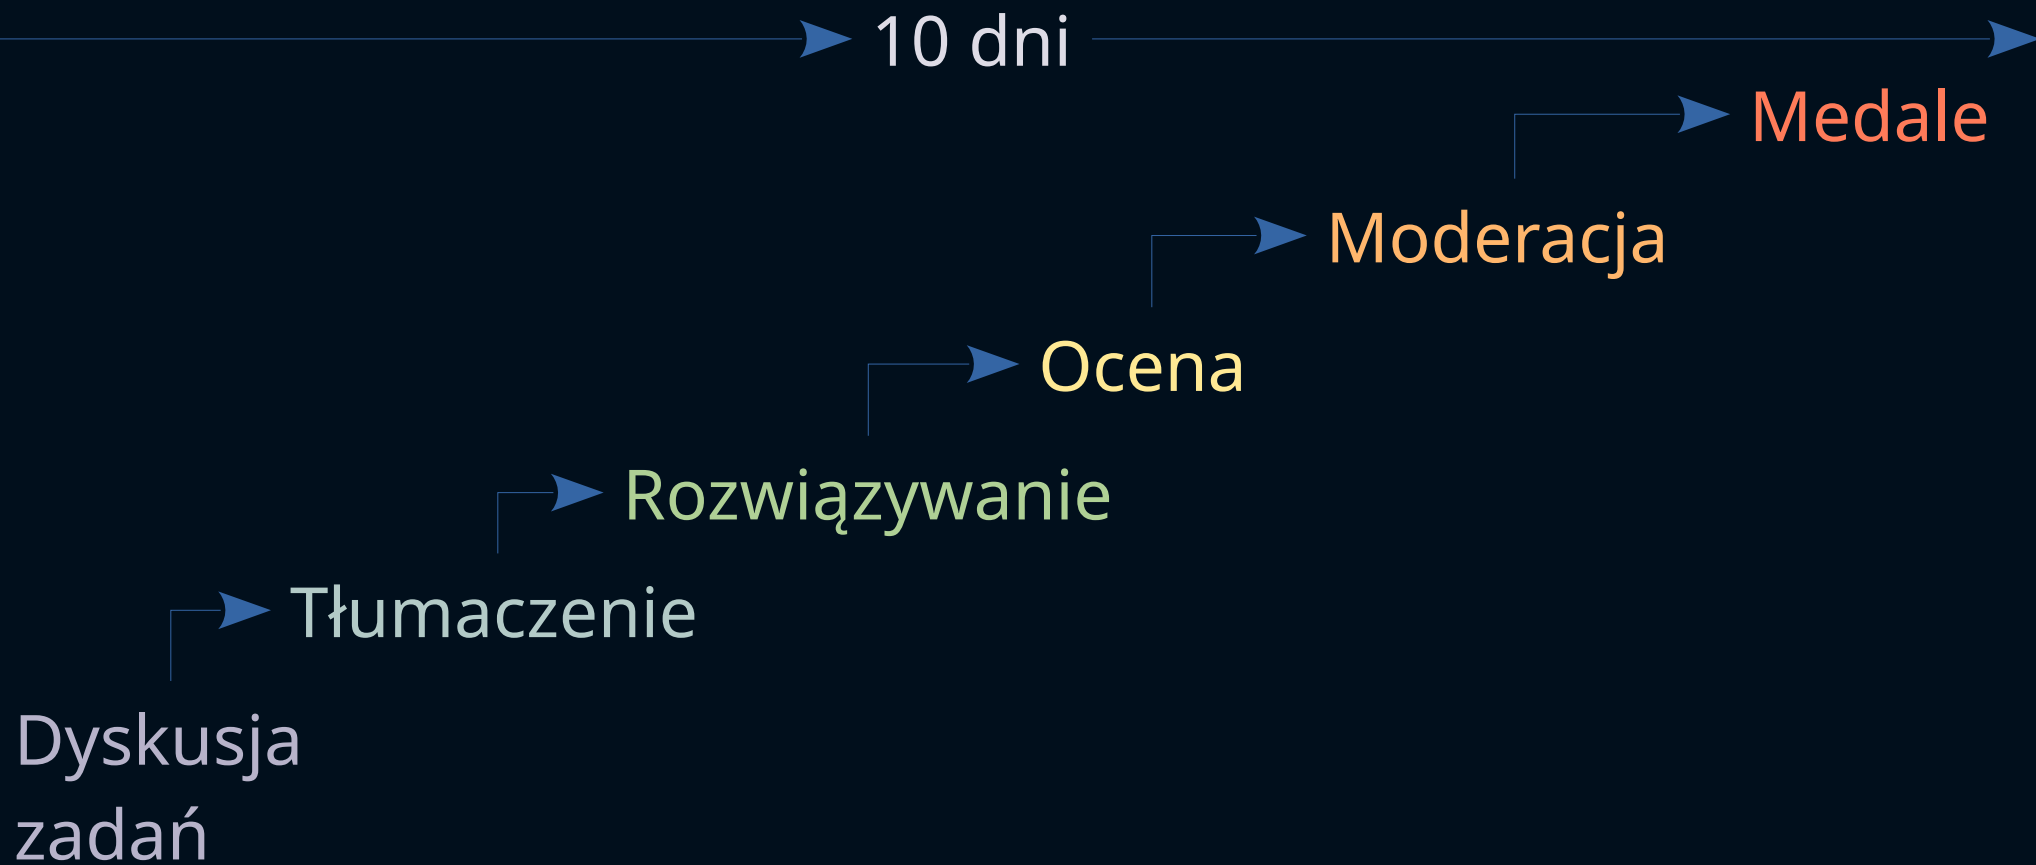 10 dni
Medale
Moderacja
Ocena
Rozwiązywanie
Tłumaczenie
Dyskusja
zadań